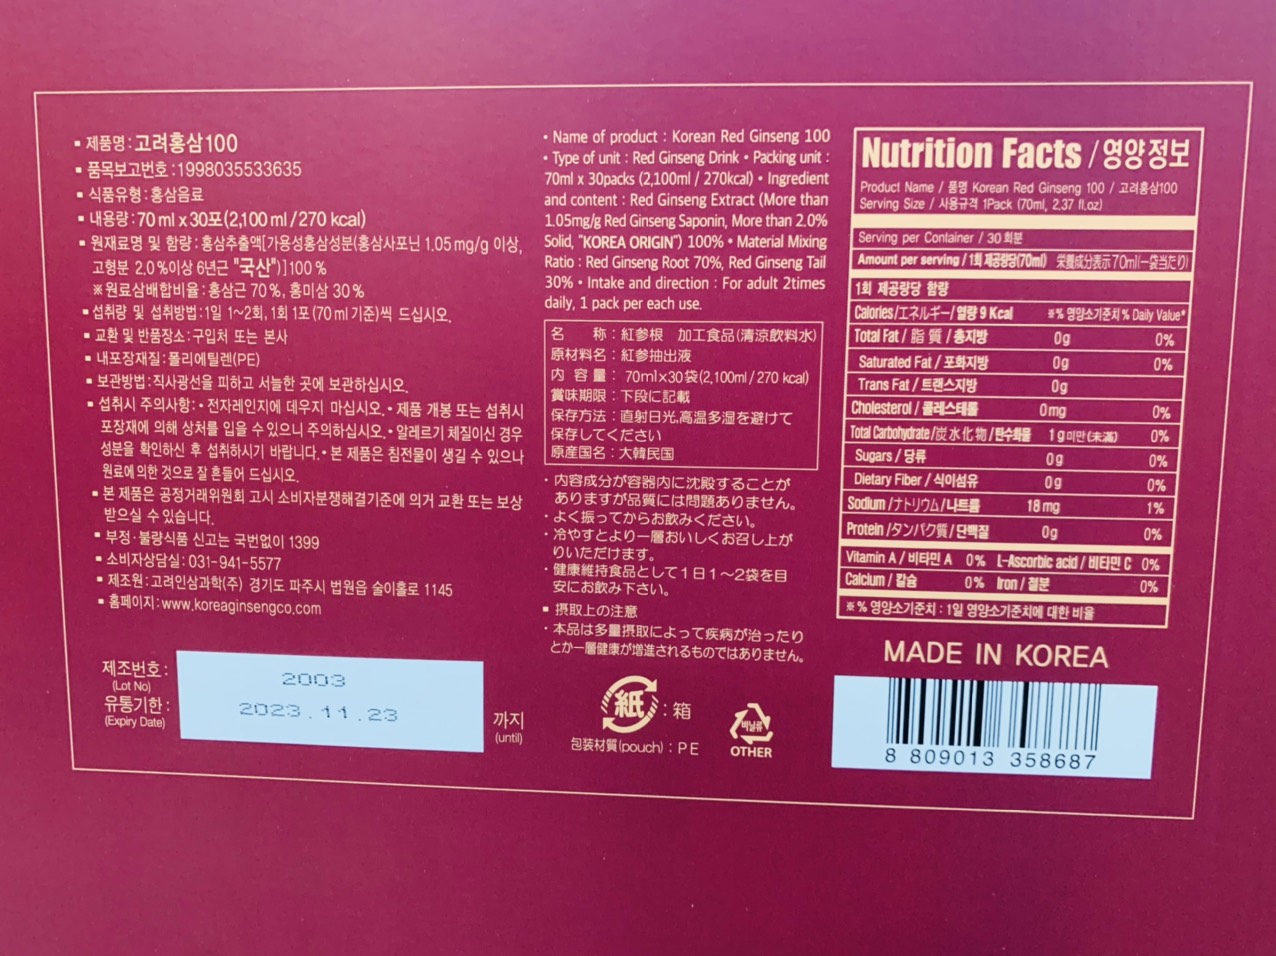 ▪ 제품명 : 고려홍삼100
▪ 품목보고번호 : 1998035533635
▪ 식품유형 : 홍삼음료
▪ 내용량 : 70 ml x 30포(2,100 ml / 270 kcal)
▪ 원재료명 및 함량 : 홍삼추출액[가용성홍삼성분(홍삼사포닌 1.05 mg/g 이상,
고형분 2.0%이상 6년근 "국산")] 100 %
※원료삼배합비율 : 홍삼근 70%, 홍미삼 30%
▪ 섭취량 및 섭취방법 : 1일 1~2회, 1회 1포 (70 ml 기준)씩 드십시오.
▪ 교환 및 반품장소 : 구입처 또는 본사
▪ 내포장재질 : 폴리에틸렌(PE)
▪ 보관방법 : 직사광선을 피하고 서늘한 곳에 보관하십시오.
▪ 섭취시 주의사항 : • 전자레인지에 데우지 마십시오. • 제품 개봉 또는 섭취시
포장재에 의해 상처를 입을 수 있으니 주의하십시오. • 알레르기 체질이신 경우
성분을 확인하신 후 섭취하시기 바랍니다. • 본 제품은 침전물이 생길 수 있으나
원료에 의한 것으로 잘 흔들어 드십시오.
▪ 본 제품은 공정거래위원회 고시 소비자분쟁해결기준에 의거 교환 또는 보상
받으실 수 있습니다.
▪ 부정·불량식품 신고는 국번없이 1399
▪ 소비자상담실 : 031-941-5577
▪ 제조원 : 고려인삼과학(주) 경기도 파주시 법원읍 술이홀로 1145
▪ 홈페이지 : www.koreaginsengco.com
제조번호 :
(Lot No)
2003
유통기한 :
(Expiry Date)
2023.11.23
까지
(until)
• Name of product : Korean Red Ginseng 100
• Type of unit : Red Ginseng Drink • Packing unit :
70ml x 30packs (2,100ml / 270kcal) • Ingredient
and content : Red Ginseng Extract (More than
1.05mg/g Red Ginseng Saponin, More than 2.0%
Solid, "KOREA ORIGIN") 100% • Material Mixing
Ratio : Red Ginseng Root 70%, Red Ginseng Tail
30% • Intake and direction : For adult 2times
daily, 1 pack per each use.
名 称 : 紅参根 加工食品 (清涼飲料水)
原材料名 : 紅参抽出液
内 容 量 : 70ml×30袋(2,100ml / 270 kcal)
賞味期限 : 下段に記載
保存方法 : 直射日光,高温多湿を避けて
保存してください
原産国名 : 大韓民国
・内容成分が容器内に沈殿することが
ありますが品質には問題ありません。
・よく振ってからお飲みください。
・冷やすとより一層おいしくお召し上が
りいただけます。
・健康維持食品として1日1～2袋を目
安にお飲み下さい。
▪ 摂取上の注意
・本品は多量摂取によって疾病が治ったり
とか一層健康が増進されるものではありません。
紙 : 箱
包装材質(pouch) : PE
비닐류
OTHER
Nutrition Facts / 영양정보
Product Name / 품명 Korean Red Ginseng 100 / 고려홍삼100
Serving Size / 사용규격 1Pack (70ml, 2.37 fl.oz)
Serving per Container / 30 회분
Amount per serving / 1회 제공량당(70ml) 栄養成分表示70ml(一袋当たり)
1회 제공량당 함량
Calories/エネルギー/열량 9 Kcal ※% 영양소기준치 % Daily Value*
Total Fat / 脂 質 / 총지방 0g 0%
Saturated Fat / 포화지방 0g 0%
Trans Fat / 트랜스지방 0g
Cholesterol / 콜레스테롤 0mg 0%
Total Carbohydrate/炭水化物/탄수화물 1g미만(未満) 0%
Sugars / 당류 0g 0%
Dietary Fiber / 식이섬유 0g 0%
Sodium/ナトリウム/나트륨 18 mg 1%
Protein /タンパク質/단백질 0g 0%
Vitamin A / 비타민 A 0% L-Ascorbic acid / 비타민 C 0%
Calcium / 칼슘 0% Iron / 철분 0%
※% 영양소기준치 : 1일 영양소기준치에 대한 비율
MADE IN KOREA
8 809013 358687